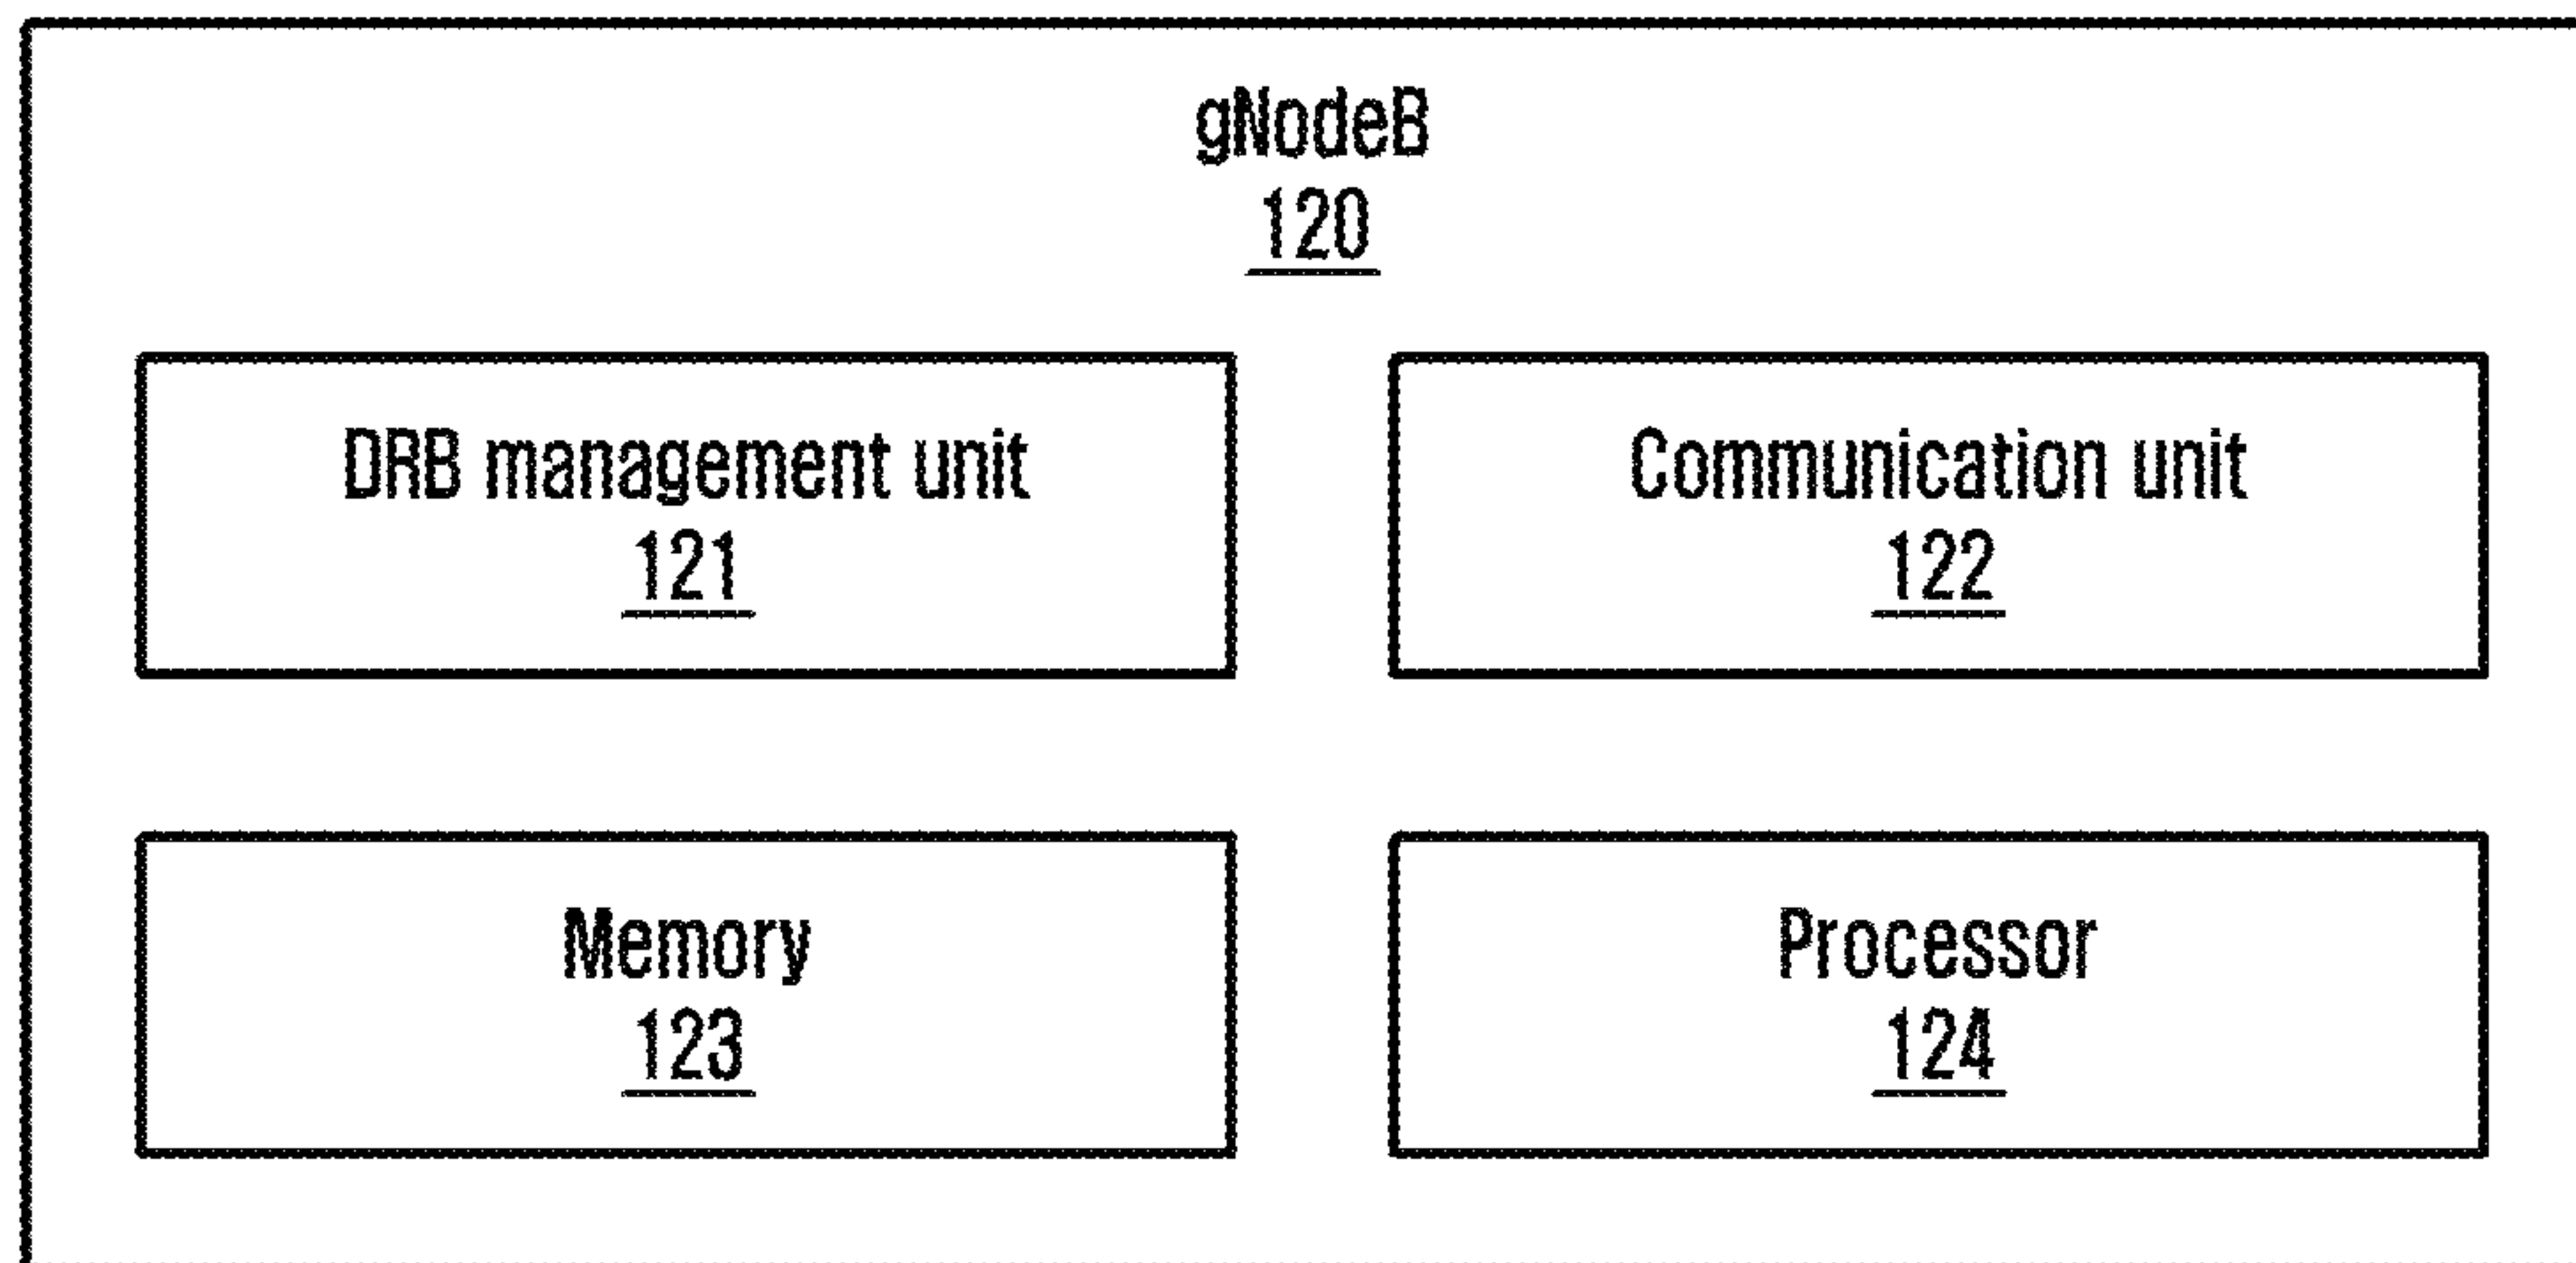 gNodeB
120
DRB management unit
121
Communication unit
122
Memory
123
Processor
124